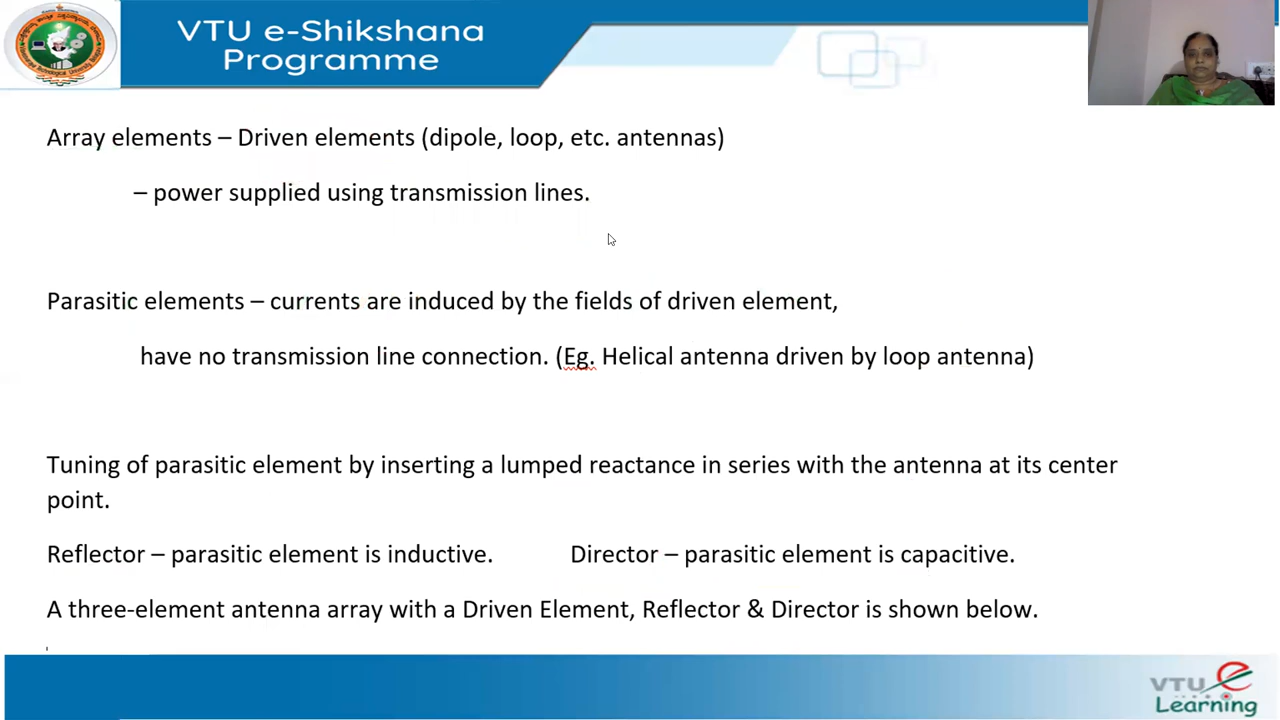 VTU e-Shikshana
Programme
Array elements – Driven elements (dipole, loop, etc. antennas)
– power supplied using transmission lines.
Parasitic elements – currents are induced by the fields of driven element,
have no transmission line connection. (Eg. Helical antenna driven by loop antenna)
Tuning of parasitic element by inserting a lumped reactance in series with the antenna at its center
point.
Reflector – parasitic element is inductive. Director – parasitic element is capacitive.
A three-element antenna array with a Driven Element, Reflector & Director is shown below.
VTU e
Learning